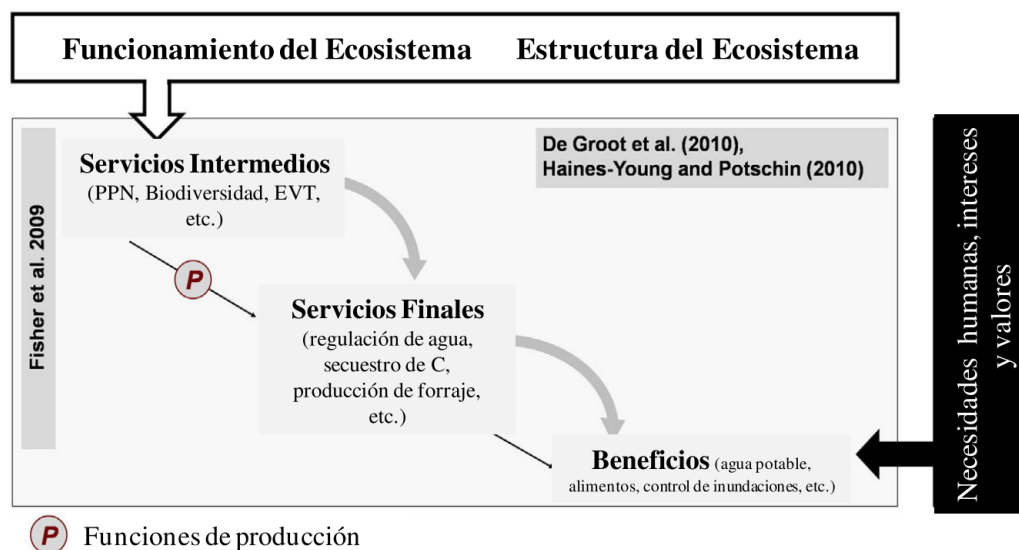 Funcionamiento del Ecosistema Estructura del Ecosistema
Fisher et al. 2009
Servicios Intermedios
(PPN, Biodiversidad, EVT,
etc.)
De Groot et al. (2010),
Haines-Young and Potschin (2010)
P
Servicios Finales
(regulación de agua,
secuestro de C,
producción de forraje,
etc.)
Beneficios (agua potable,
alimentos, control de inundaciones, etc.)
Necesidades humanas, intereses
y valores
P Funciones de producción